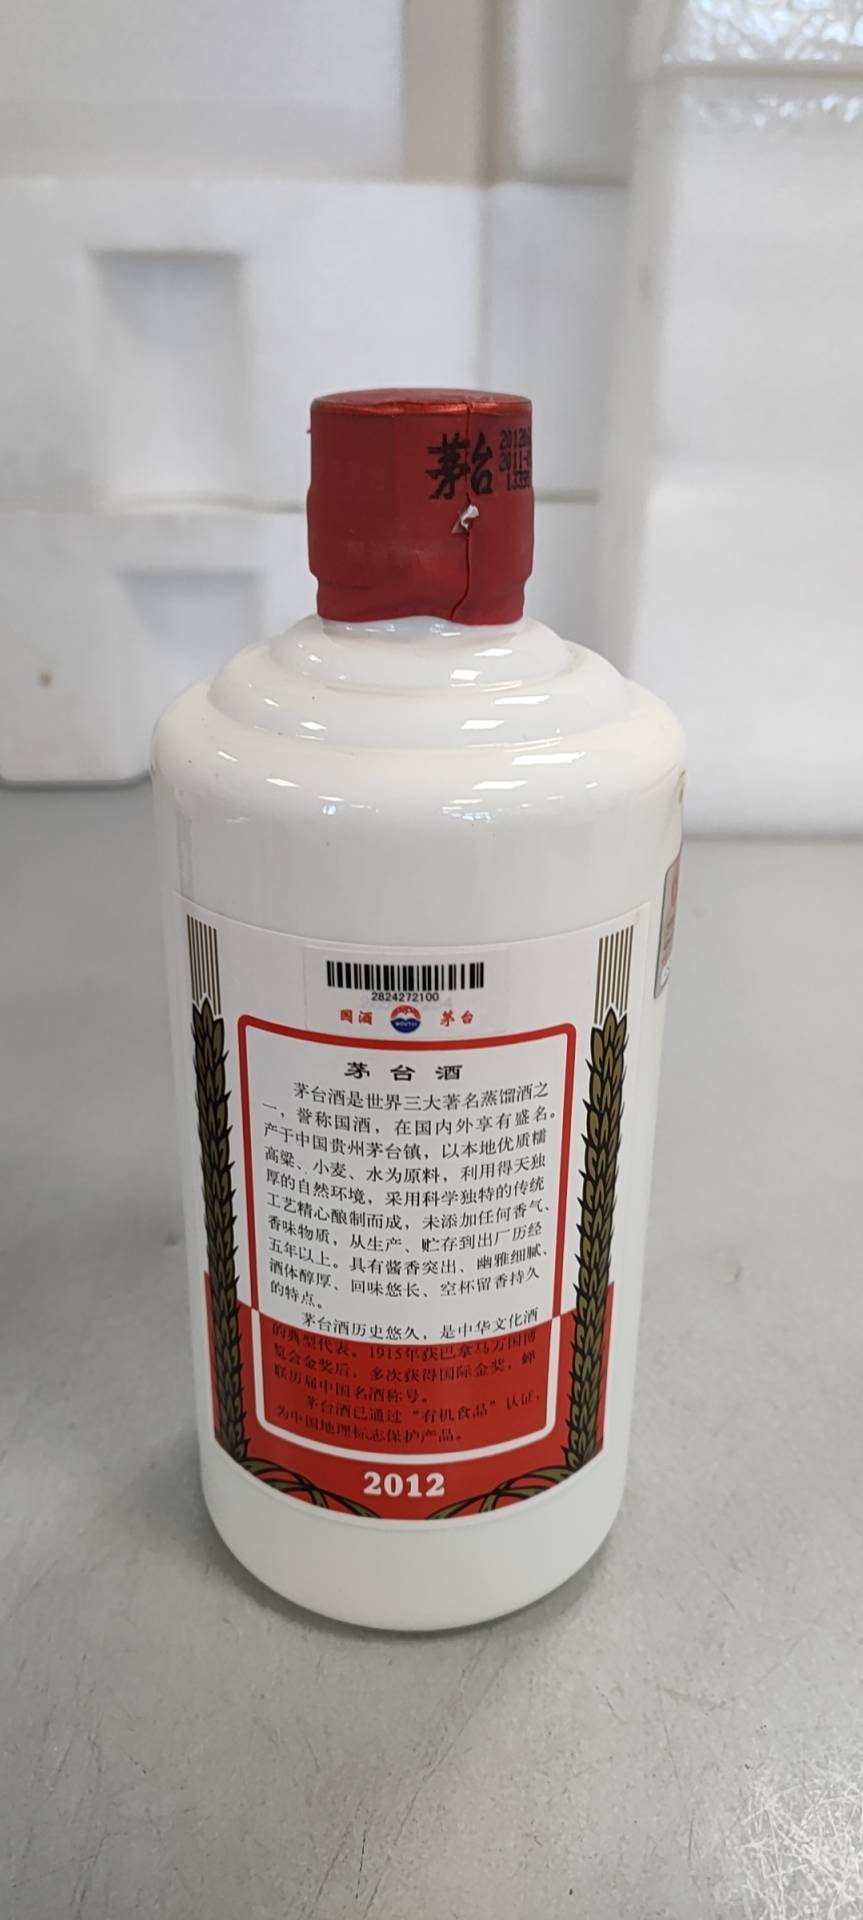 茅台
2824272100
国酒 MOUTAI 茅台
茅台酒
茅台酒是世界三大著名蒸馏酒之
一，誉称国酒，在国内外享有盛名。
产于中国贵州茅台镇，以本地优质糯
高粱、小麦、水为原料，利用得天独
厚的自然环境，采用科学独特的传统
工艺精心酿制而成，未添加任何香气、
香味物质，从生产、贮存到出厂历经
五年以上。具有酱香突出、幽雅细腻、
酒体醇厚、回味悠长、空杯留香持久
的特点。
茅台酒历史悠久，是中华文化酒
的典型代表。1915年获巴拿马万国博
览会金奖后，多次获得国际金奖，蝉
联历届中国名酒称号。
茅台酒已通过“有机食品”认证，
为中国地理标志保护产品。
2012